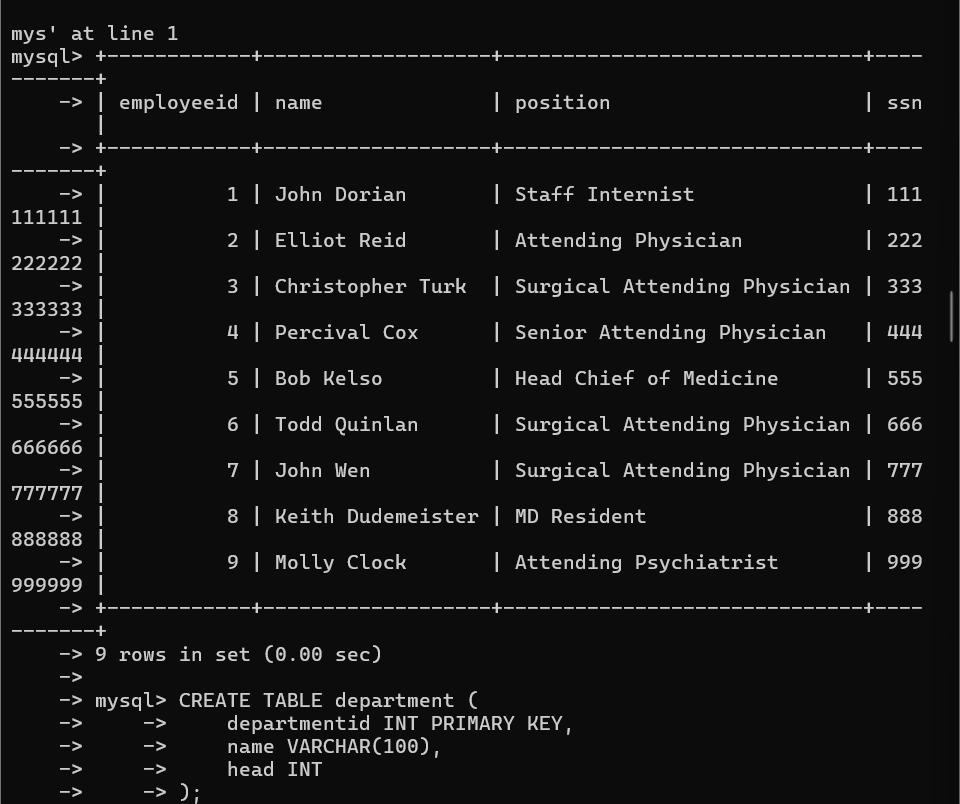 mys' at line 1
mysql> +------------+--------------------+------------------------------+----
-------+
    -> | employeeid | name              | position                     | ssn
       |
    -> +------------+--------------------+------------------------------+----
-------+
    -> |          1 | John Dorian       | Staff Internist              | 111
111111 |
    -> |          2 | Elliot Reid       | Attending Physician          | 222
222222 |
    -> |          3 | Christopher Turk  | Surgical Attending Physician | 333
333333 |
    -> |          4 | Percival Cox      | Senior Attending Physician   | 444
444444 |
    -> |          5 | Bob Kelso         | Head Chief of Medicine       | 555
555555 |
    -> |          6 | Todd Quinlan      | Surgical Attending Physician | 666
666666 |
    -> |          7 | John Wen          | Surgical Attending Physician | 777
777777 |
    -> |          8 | Keith Dudemeister | MD Resident                  | 888
888888 |
    -> |          9 | Molly Clock       | Attending Psychiatrist       | 999
999999 |
    -> +------------+--------------------+------------------------------+----
-------+
    -> 9 rows in set (0.00 sec)
    ->
    -> mysql> CREATE TABLE department (
    ->     ->     departmentid INT PRIMARY KEY,
    ->     ->     name VARCHAR(100),
    ->     ->     head INT
    ->     -> );